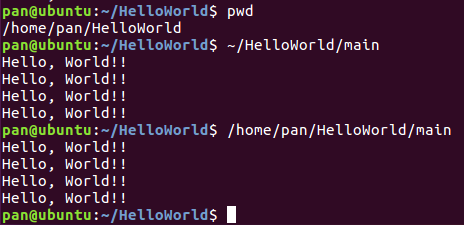 pan@ubuntu:~/HelloWorld$ pwd
/home/pan/HelloWorld
pan@ubuntu:~/HelloWorld$ ~/HelloWorld/main
Hello, World!!
Hello, World!!
Hello, World!!
Hello, World!!
pan@ubuntu:~/HelloWorld$ /home/pan/HelloWorld/main
Hello, World!!
Hello, World!!
Hello, World!!
Hello, World!!
pan@ubuntu:~/HelloWorld$